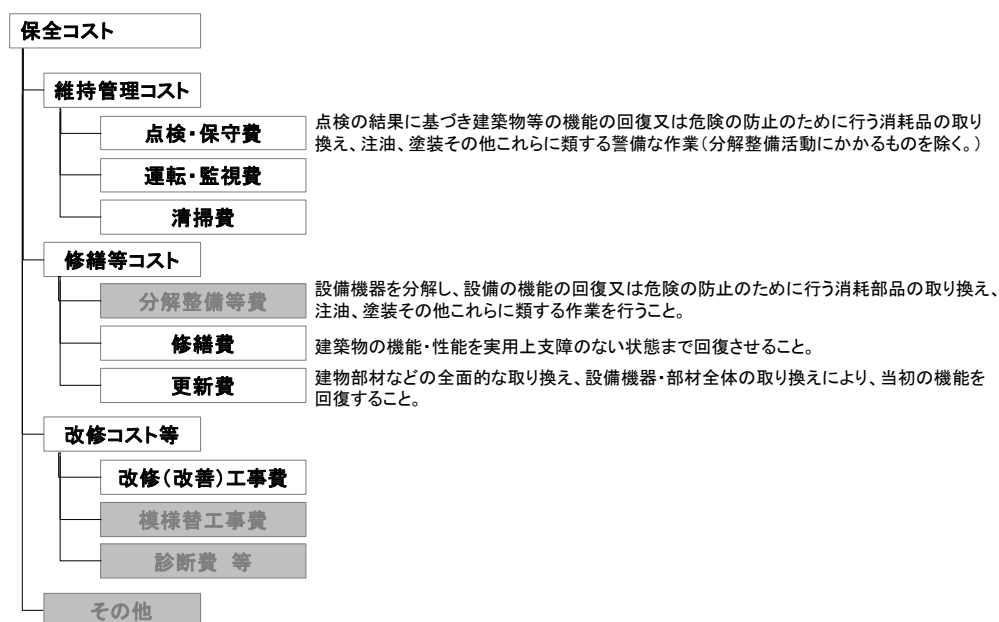 保全コスト
維持管理コスト
点検・保守費
点検の結果に基づき建築物等の機能の回復又は危険の防止のために行う消耗品の取り
換え、注油、塗装その他これらに類する警備な作業(分解整備活動にかかるものを除く。)
運転・監視費
清掃費
修繕等コスト
分解整備等費
設備機器を分解し、設備の機能の回復又は危険の防止のために行う消耗部品の取り換え、
注油、塗装その他これらに類する作業を行うこと。
修繕費
建築物の機能・性能を実用上支障のない状態まで回復させること。
更新費
建物部材などの全面的な取り換え、設備機器・部材全体の取り換えにより、当初の機能を
回復すること。
改修コスト等
改修(改善)工事費
模様替工事費
診断費 等
その他